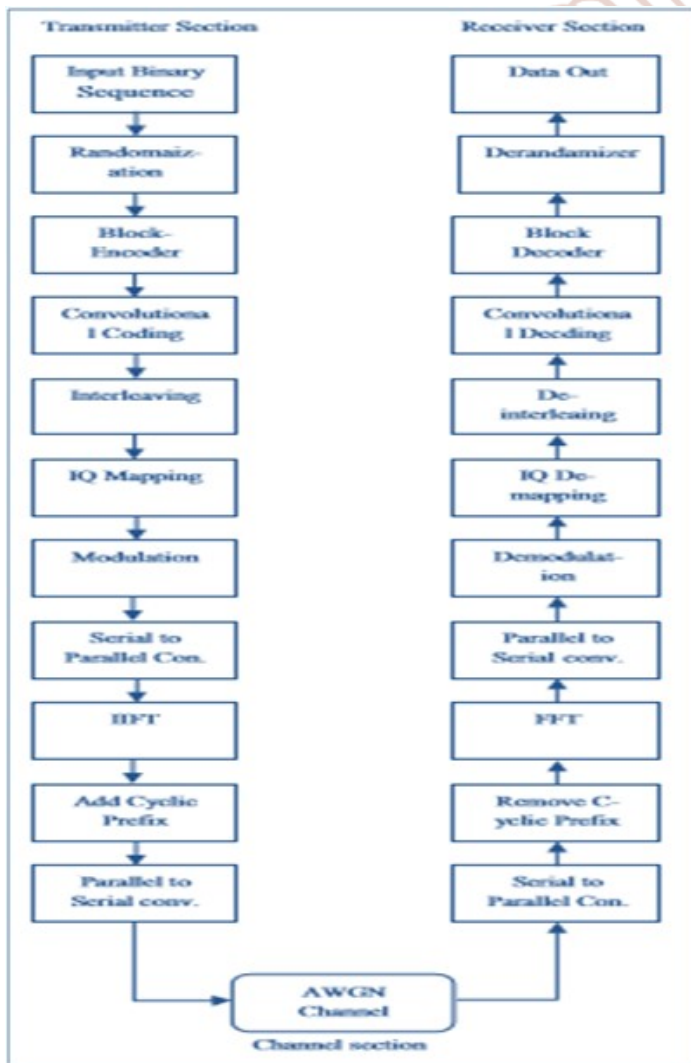 Transmitter Section
Input Binary
Sequence
Randomaiz-
ation
Block-
Encoder
Convolutiona
l Coding
Interleaving
IQ Mapping
Modulation
Serial to
Parallel Con.
IIFT
Add Cyclic
Prefix
Parallel to
Serial conv.
AWGN
Channel
Channel section
Receiver Section
Data Out
Derandamizer
Block
Decoder
Convolutiona
l Decding
De-
interleaing
IQ De-
mapping
Demodulat-
ion
Parallel to
Serial conv.
FFT
Remove C-
yclic Prefix
Serial to
Parallel Con.